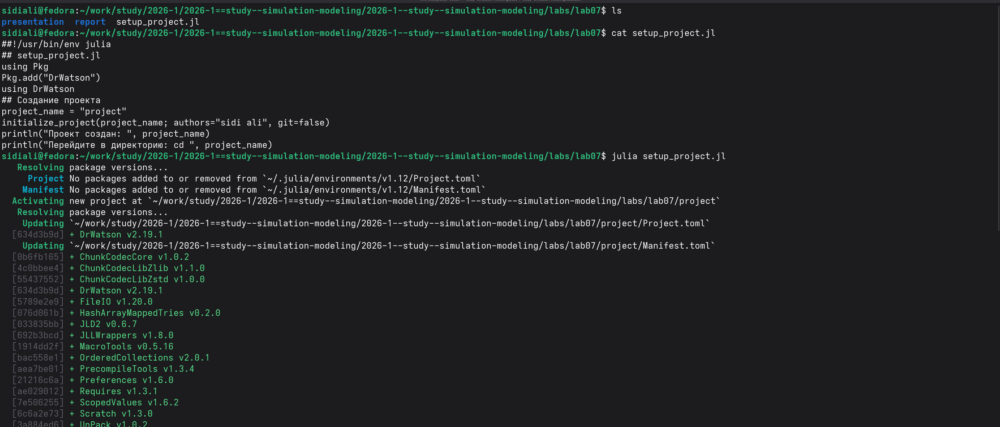 sidiali@fedora:~/work/study/2026-1/2026-1==study--simulation-modeling/2026-1--study--simulation-modeling/labs/lab07$ ls
presentation  report  setup_project.jl
sidiali@fedora:~/work/study/2026-1/2026-1==study--simulation-modeling/2026-1--study--simulation-modeling/labs/lab07$ cat setup_project.jl
##!/usr/bin/env julia
## setup_project.jl
using Pkg
Pkg.add("DrWatson")
using DrWatson
## Создание проекта
project_name = "project"
initialize_project(project_name; authors="sidi ali", git=false)
println("Проект создан: ", project_name)
println("Перейдите в директорию: cd ", project_name)
sidiali@fedora:~/work/study/2026-1/2026-1==study--simulation-modeling/2026-1--study--simulation-modeling/labs/lab07$ julia setup_project.jl
   Resolving package versions...
     Project No packages added to or removed from `~/.julia/environments/v1.12/Project.toml`
    Manifest No packages added to or removed from `~/.julia/environments/v1.12/Manifest.toml`
  Activating new project at `~/work/study/2026-1/2026-1==study--simulation-modeling/2026-1--study--simulation-modeling/labs/lab07/project`
   Resolving package versions...
    Updating `~/work/study/2026-1/2026-1==study--simulation-modeling/2026-1--study--simulation-modeling/labs/lab07/project/Project.toml`
  [634d3b9d] + DrWatson v2.19.1
    Updating `~/work/study/2026-1/2026-1==study--simulation-modeling/2026-1--study--simulation-modeling/labs/lab07/project/Manifest.toml`
  [0b6fb165] + ChunkCodecCore v1.0.2
  [4c0bbee4] + ChunkCodecLibZlib v1.1.0
  [55437552] + ChunkCodecLibZstd v1.0.0
  [634d3b9d] + DrWatson v2.19.1
  [5789e2e9] + FileIO v1.20.0
  [076d061b] + HashArrayMappedTries v0.2.0
  [033835bb] + JLD2 v0.6.7
  [692b3bcd] + JLLWrappers v1.8.0
  [1914dd2f] + MacroTools v0.5.16
  [bac558e1] + OrderedCollections v2.0.1
  [aea7be01] + PrecompileTools v1.3.4
  [21216c6a] + Preferences v1.6.0
  [ae029012] + Requires v1.3.1
  [7e506255] + ScopedValues v1.6.2
  [6c6a2e73] + Scratch v1.3.0
  [3a884ed6] + UnPack v1.0.2